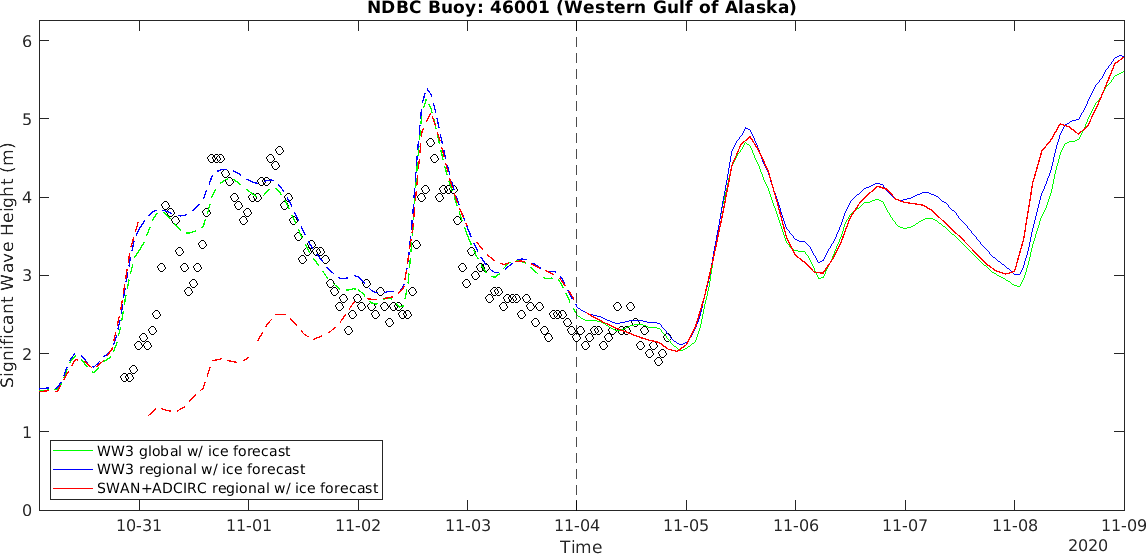 NDBC Buoy: 46001 (Western Gulf of Alaska)
Significant Wave Height (m)
6
5
4
3
2
1
0
WW3 global w/ ice forecast
WW3 regional w/ ice forecast
SWAN+ADCIRC regional w/ ice forecast
10-31 11-01 11-02 11-03 11-04 11-05 11-06 11-07 11-08 11-09
Time
2020